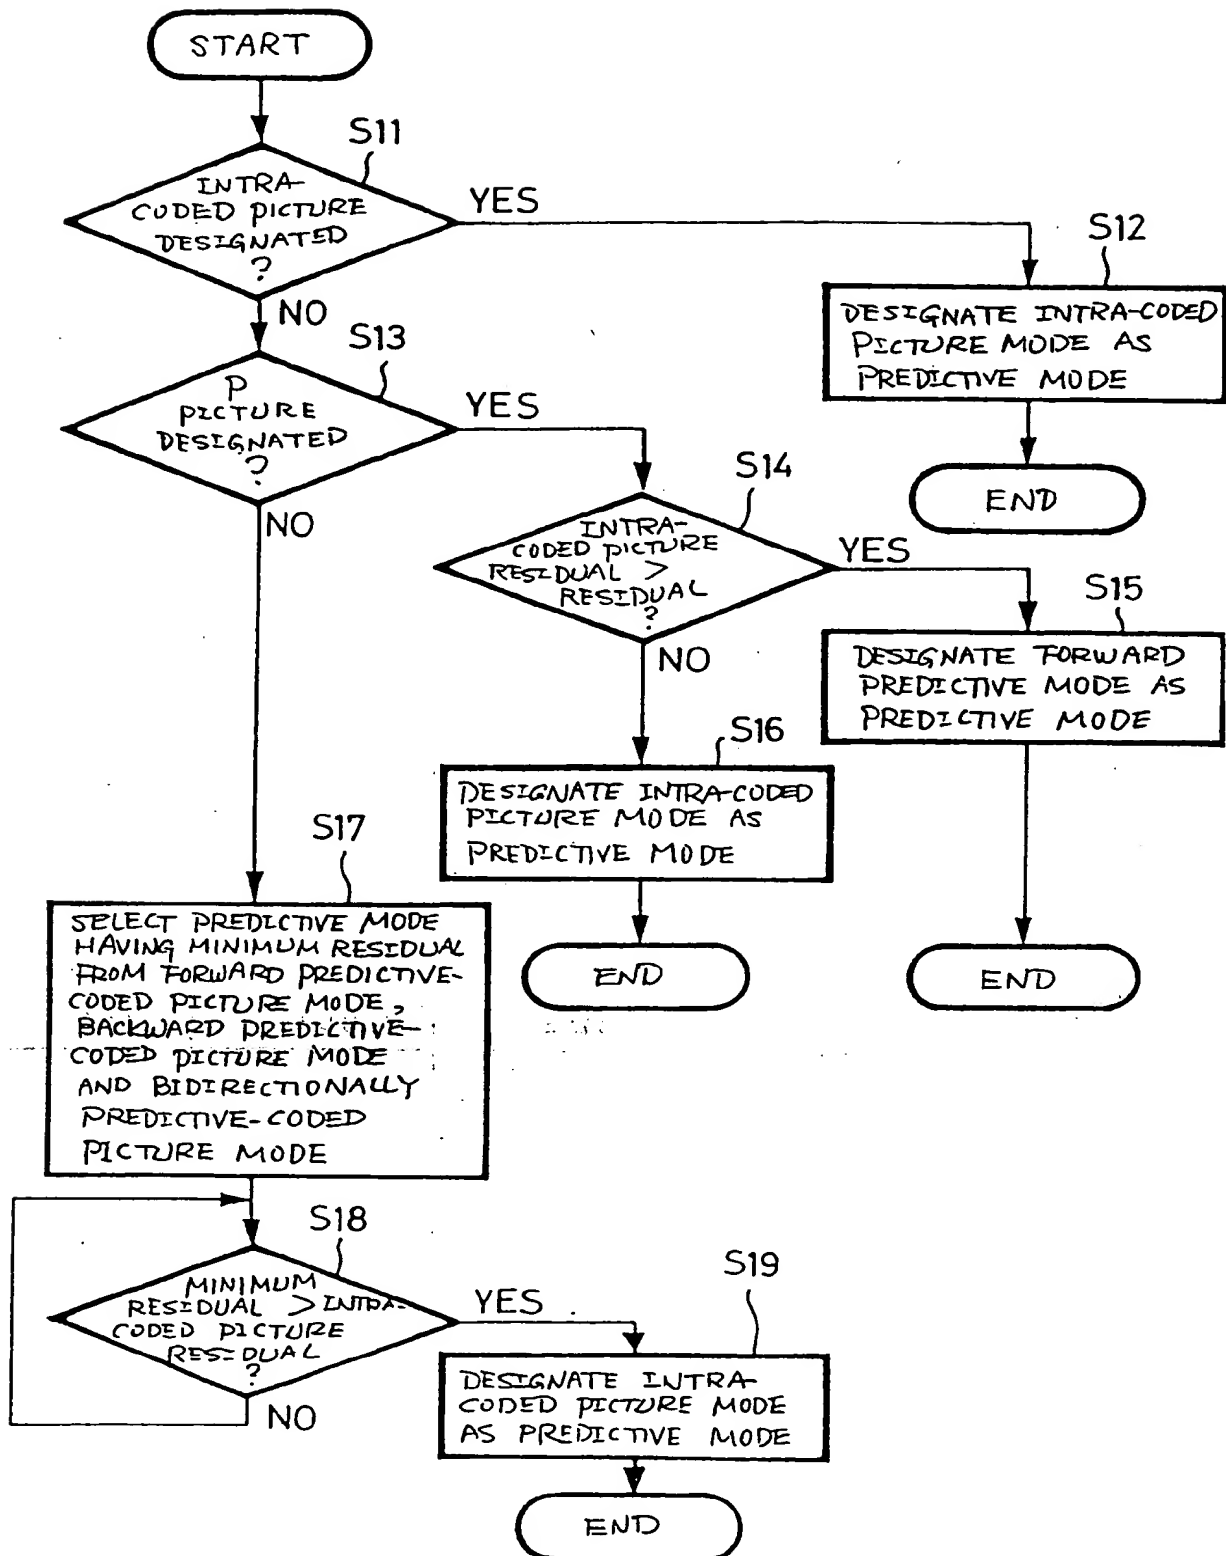 START
S11
INTRA-
CODED PICTURE
DESIGNATED
?
YES
NO
S12
DESIGNATE INTRA-CODED
PICTURE MODE AS
PREDICTIVE MODE
END
S13
P
PICTURE
DESIGNATED
?
YES
NO
S14
INTRA-
CODED PICTURE
RESIDUAL >
RESIDUAL
?
YES
NO
S15
DESIGNATE FORWARD
PREDICTIVE MODE AS
PREDICTIVE MODE
END
S16
DESIGNATE INTRA-CODED
PICTURE MODE AS
PREDICTIVE MODE
END
S17
SELECT PREDICTIVE MODE
HAVING MINIMUM RESIDUAL
FROM FORWARD PREDICTIVE-
CODED PICTURE MODE,
BACKWARD PREDICTIVE-
CODED PICTURE MODE
AND BIDIRECTIONALLY
PREDICTIVE-CODED
PICTURE MODE
S18
MINIMUM
RESIDUAL > INTRA-
CODED PICTURE
RESIDUAL
?
YES
NO
S19
DESIGNATE INTRA-
CODED PICTURE MODE
AS PREDICTIVE MODE
END